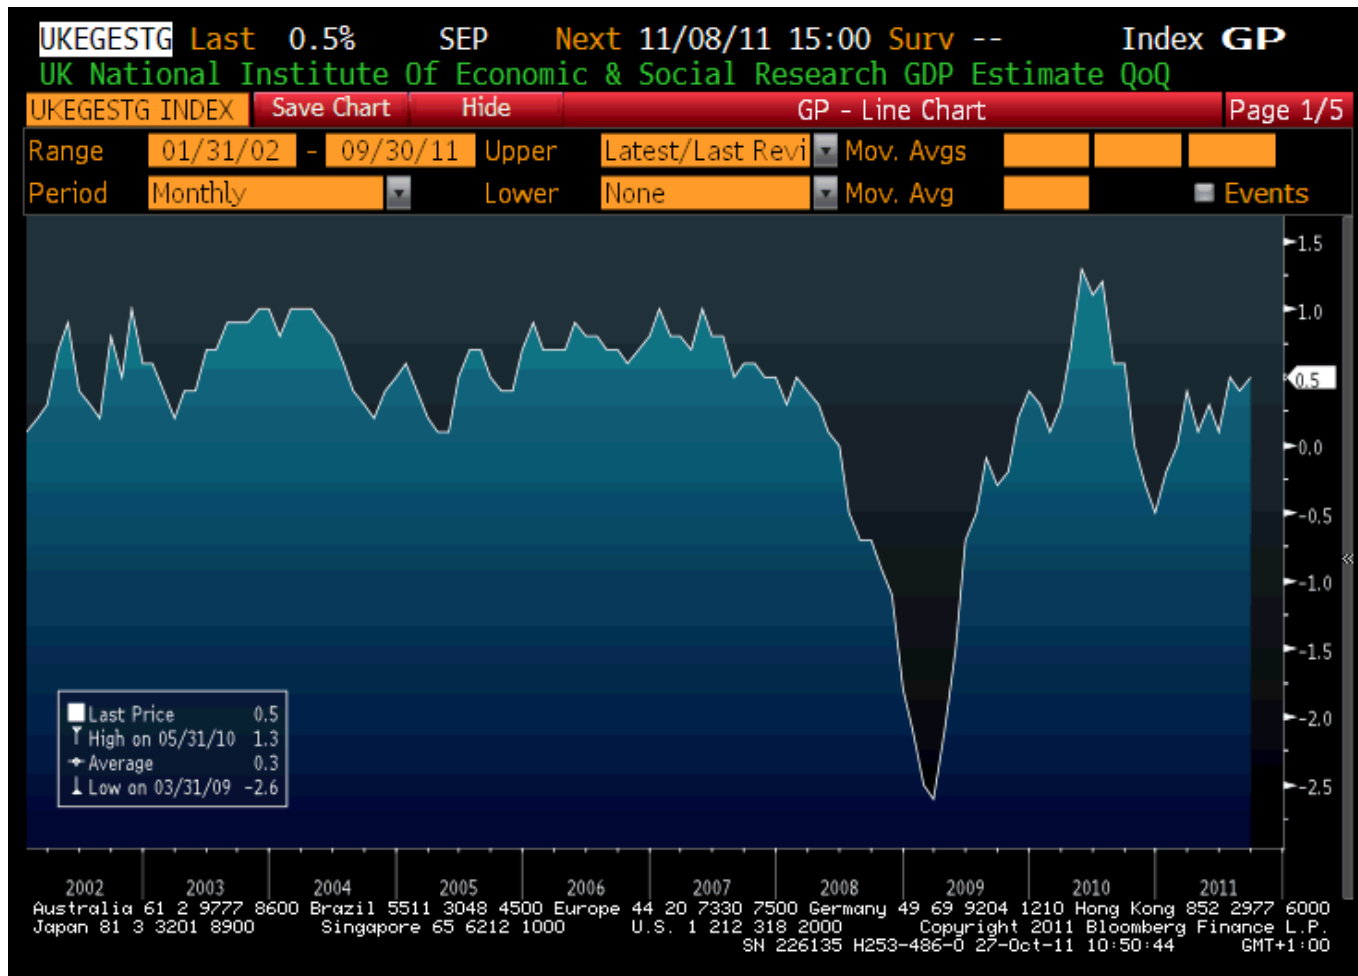 UKEGESTG Last 0.5% SEP Next 11/08/11 15:00 Surv -- Index GP
UK National Institute Of Economic & Social Research GDP Estimate QoQ
UKEGESTG INDEX Save Chart Hide GP - Line Chart Page 1/5
Range 01/31/02 - 09/30/11 Upper Latest/Last Revi Mov. Avgs
Period Monthly Lower None Mov. Avg Events
1.5
1.0
0.5
0.0
-0.5
-1.0
«
-1.5
-2.0
-2.5
Last Price 0.5
High on 05/31/10 1.3
Average 0.3
Low on 03/31/09 -2.6
2002 2003 2004 2005 2006 2007 2008 2009 2010 2011
Australia 61 2 9777 8600 Brazil 5511 3048 4500 Europe 44 20 7330 7500 Germany 49 69 9204 1210 Hong Kong 852 2977 6000
Japan 81 3 3201 8900 Singapore 65 6212 1000 U.S. 1 212 318 2000 Copyright 2011 Bloomberg Finance L.P.
SN 226135 H253-486-0 27-Oct-11 10:50:44 GMT+1:00